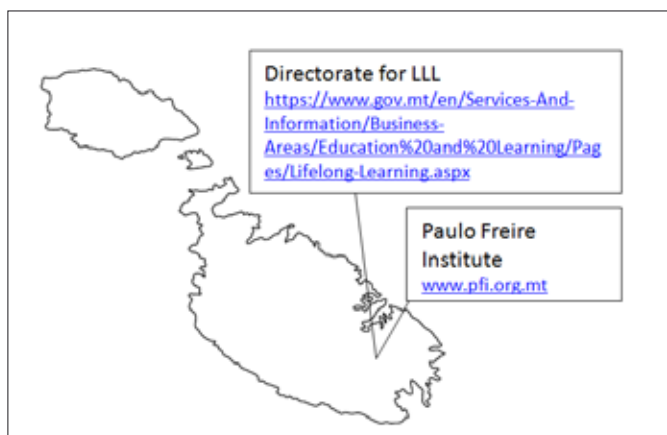 Directorate for LLL
https://www.gov.mt/en/Services-And-
Information/Business-
Areas/Education%20and%20Learning/Pag
es/Lifelong-Learning.aspx
Paulo Freire
Institute
www.pfi.org.mt